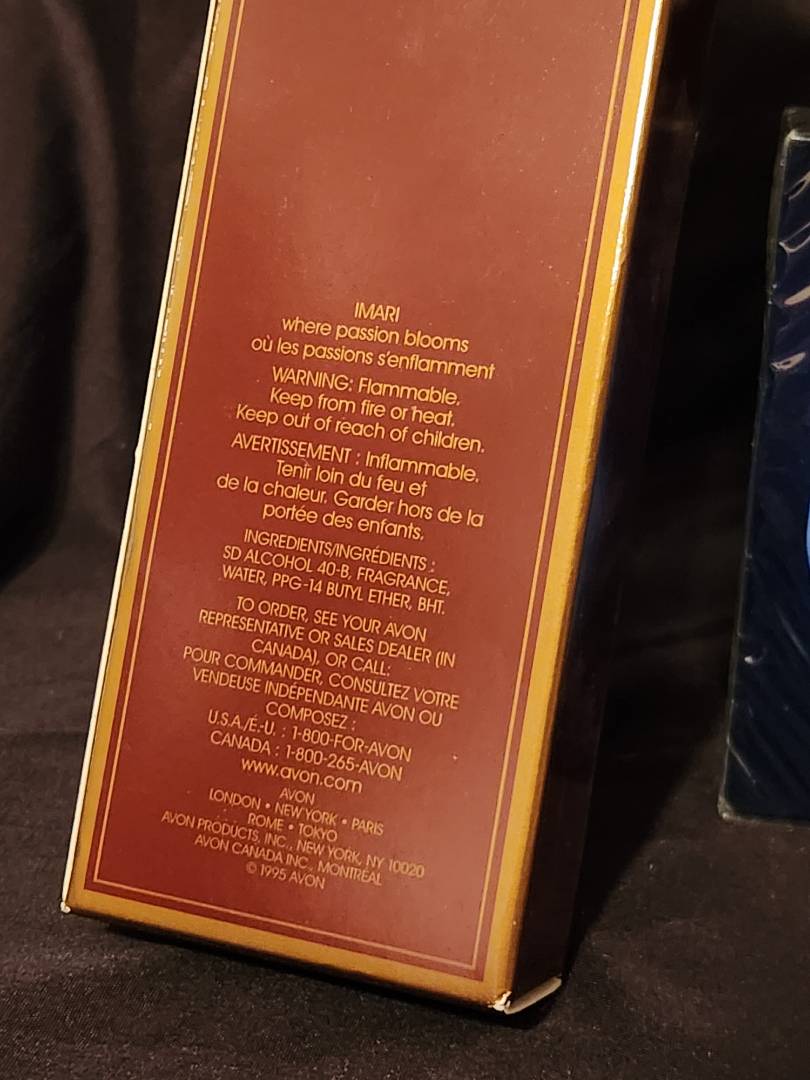 IMARI
where passion blooms
où les passions s'enflamment
WARNING: Flammable.
Keep from fire or heat.
Keep out of reach of children.
AVERTISSEMENT : Inflammable.
Tenir loin du feu et
de la chaleur. Garder hors de la
portée des enfants.
INGREDIENTS/INGRÉDIENTS :
SD ALCOHOL 40-B, FRAGRANCE,
WATER, PPG-14 BUTYL ETHER, BHT.
TO ORDER, SEE YOUR AVON
REPRESENTATIVE OR SALES DEALER (IN
CANADA), OR CALL:
POUR COMMANDER, CONSULTEZ VOTRE
VENDEUSE INDÉPENDANTE AVON OU
COMPOSEZ :
U.S.A./É.-U. : 1-800-FOR-AVON
CANADA : 1-800-265-AVON
www.avon.com
AVON
LONDON • NEW YORK • PARIS
ROME • TOKYO
AVON PRODUCTS, INC., NEW YORK, NY 10020
AVON CANADA INC., MONTRÉAL
© 1995 AVON